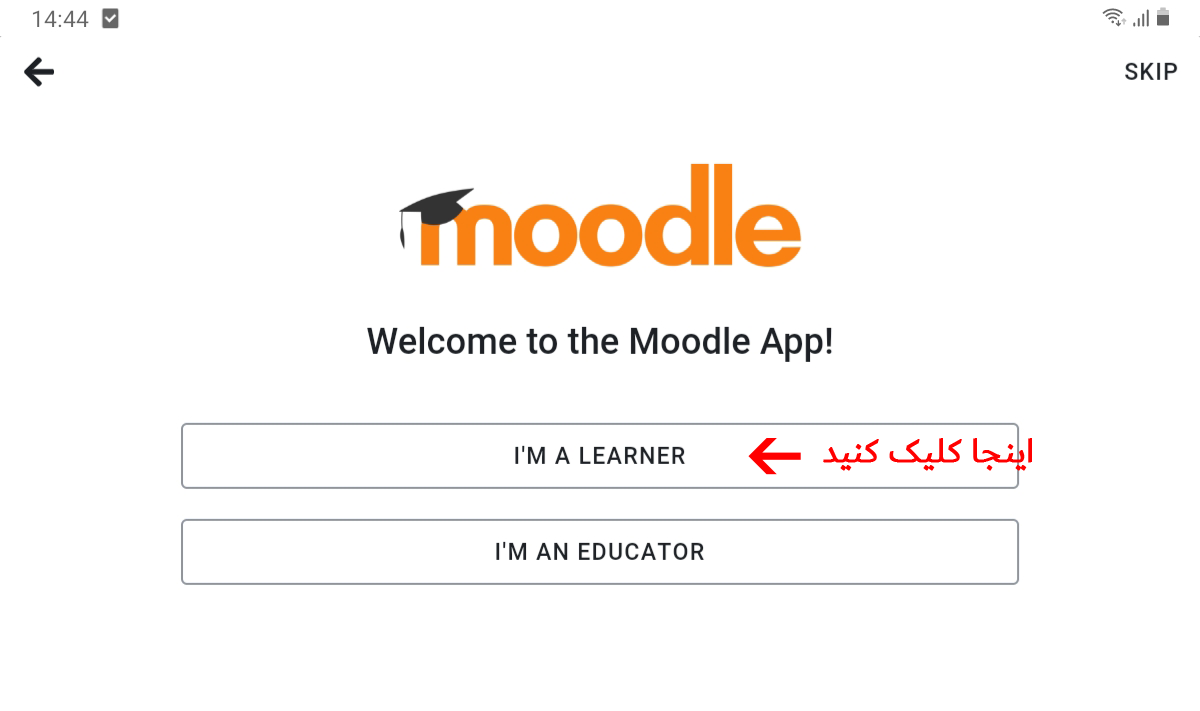 14:44
SKIP
moodle
Welcome to the Moodle App!
I'M A LEARNER
اینجا کلیک کنید
I'M AN EDUCATOR